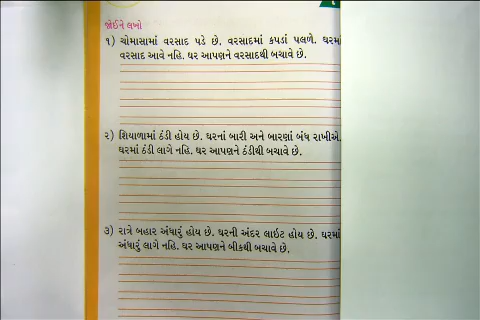 જોઈને લખો
૧) ચોમાસામાં વરસાદ પડે છે. વરસાદમાં કપડાં પલળે. ઘરમાં
વરસાદ આવે નહિ. ઘર આપણને વરસાદથી બચાવે છે.
૨) શિયાળામાં ઠંડી હોય છે. ઘરનાં બારી અને બારણાં બંધ રાખીએ.
ઘરમાં ઠંડી લાગે નહિ. ઘર આપણને ઠંડીથી બચાવે છે.
૩) રાત્રે બહાર અંધારું હોય છે. ઘરની અંદર લાઇટ હોય છે. ઘરમાં
અંધારું લાગે નહિ. ઘર આપણને બીકથી બચાવે છે.